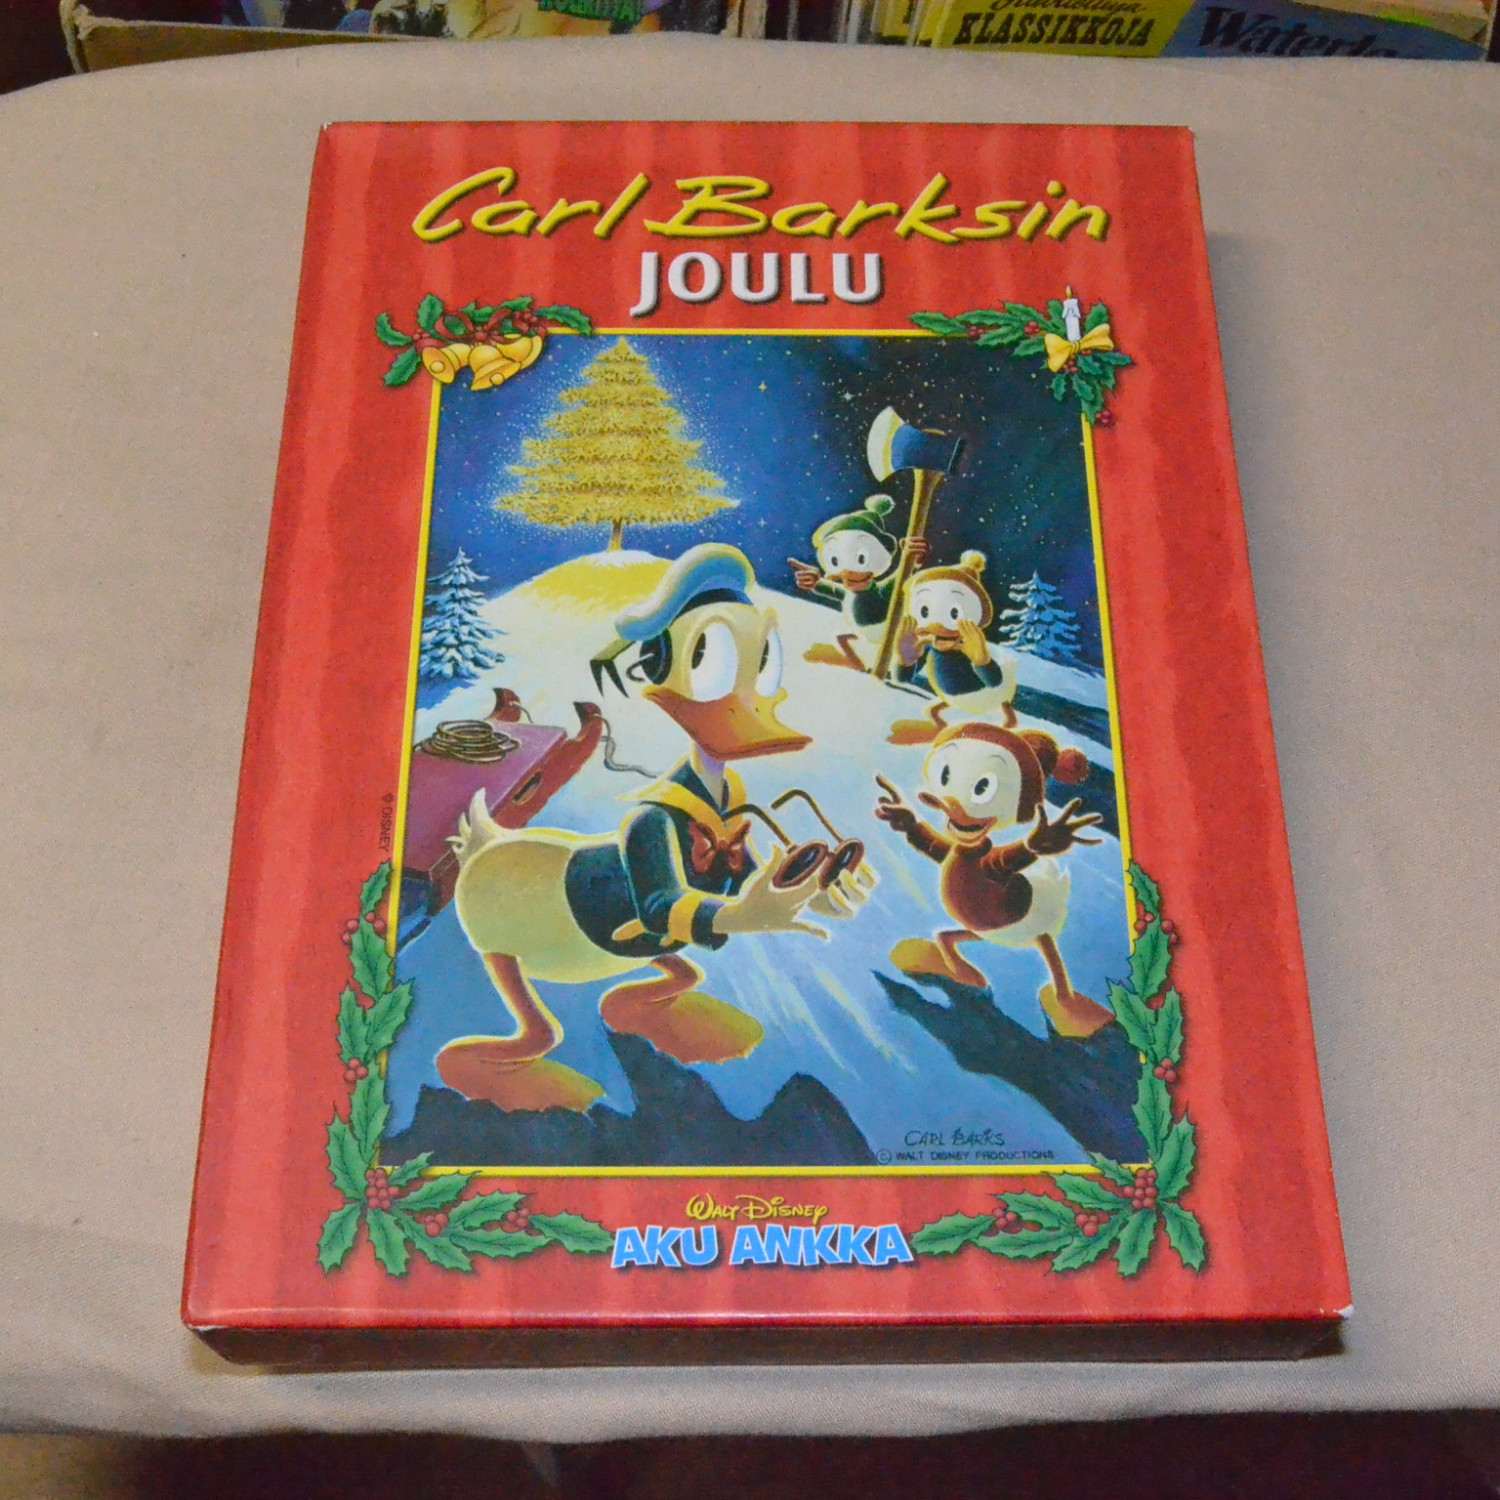 KLASSIKKOJA
Carl Barksin
JOULU
© DISNEY
CARL BARKS
© WALT DISNEY PRODUCTIONS
WALT DISNEY
AKU ANKKA